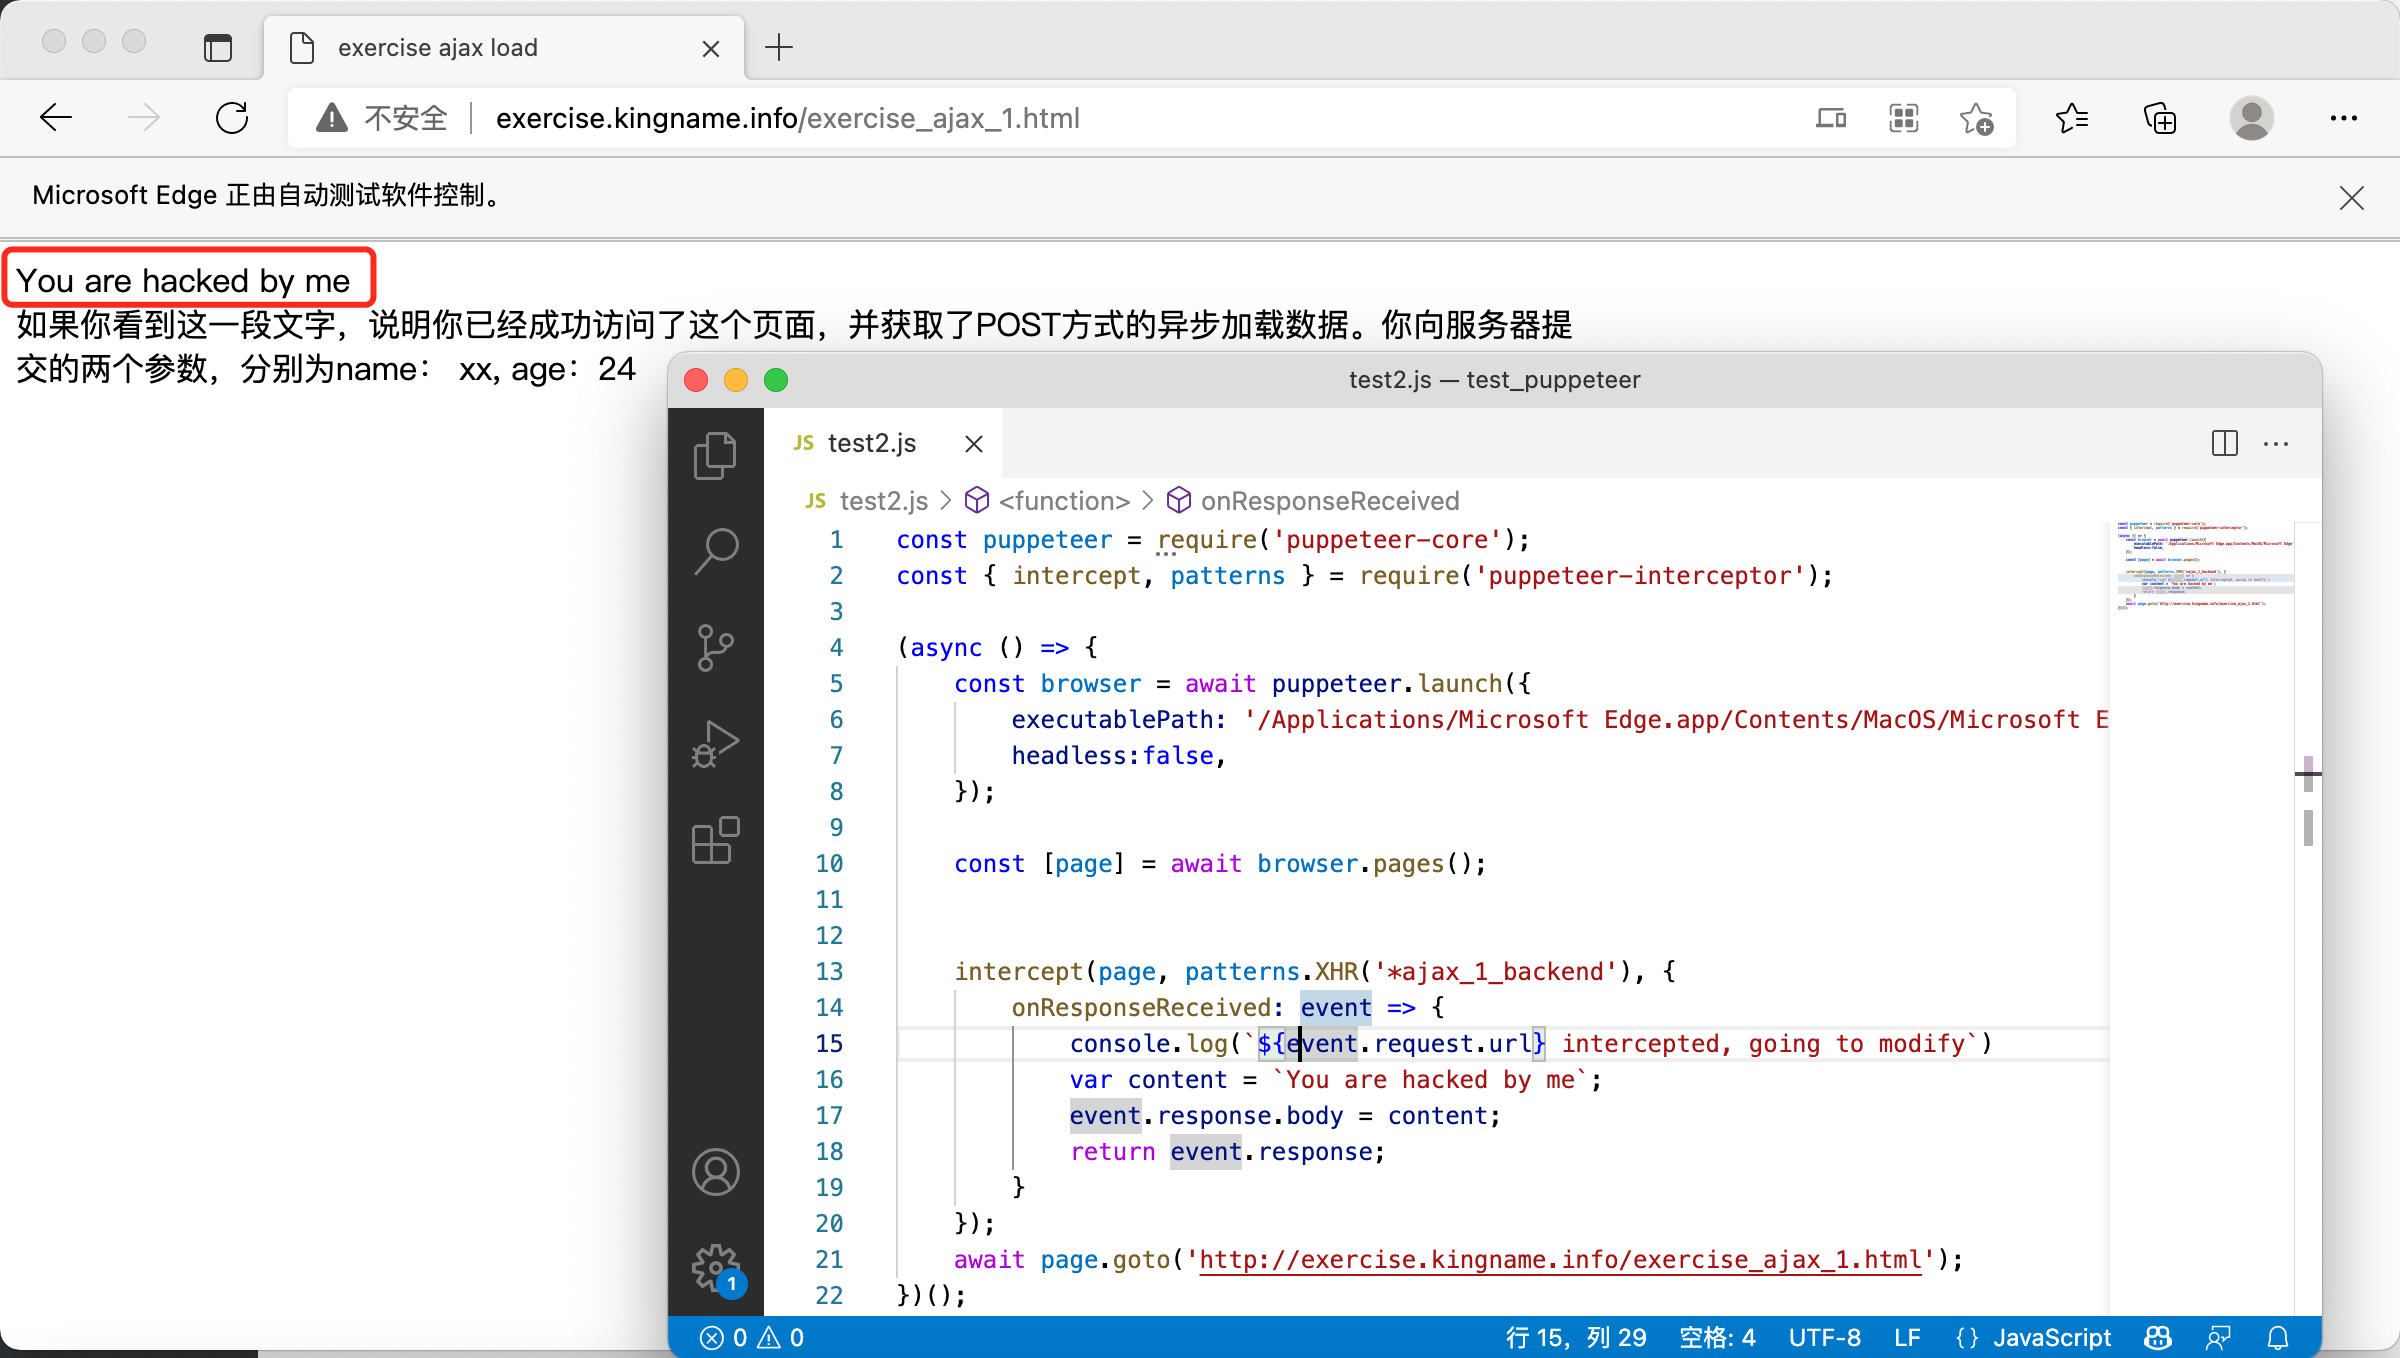 exercise ajax load
不安全
exercise.kingname.info/exercise_ajax_1.html
Microsoft Edge 正由自动测试软件控制。
You are hacked by me
如果你看到这一段文字，说明你已经成功访问了这个页面，并获取了POST方式的异步加载数据。你向服务器提
交的两个参数，分别为name： xx, age：24
test2.js — test_puppeteer
JS test2.js
JS test2.js > <function> > onResponseReceived
1 const puppeteer = require('puppeteer-core');
2 const { intercept, patterns } = require('puppeteer-interceptor');
3
4 (async () => {
5 const browser = await puppeteer.launch({
6 executablePath: '/Applications/Microsoft Edge.app/Contents/MacOS/Microsoft E
7 headless:false,
8 });
9
10 const [page] = await browser.pages();
11
12
13 intercept(page, patterns.XHR('*ajax_1_backend'), {
14 onResponseReceived: event => {
15 console.log(`${event.request.url} intercepted, going to modify`)
16 var content = `You are hacked by me`;
17 event.response.body = content;
18 return event.response;
19 }
20 });
21 await page.goto('http://exercise.kingname.info/exercise_ajax_1.html');
22 })();
1
0 0
行 15，列 29 空格: 4 UTF-8 LF {} JavaScript